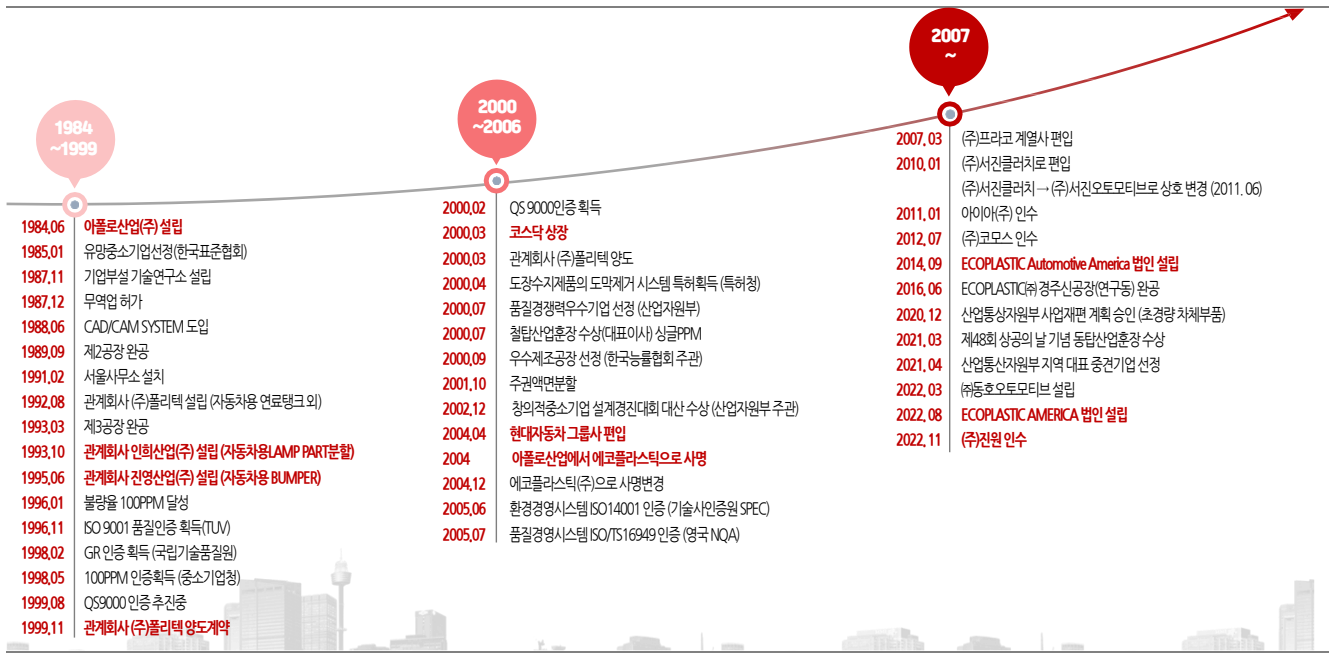 1984
~1999
1984.06 아폴로산업(주) 설립
1985.01 유망중소기업선정(한국표준협회)
1987.11 기업부설 기술연구소 설립
1987.12 무역업 허가
1988.06 CAD/CAM SYSTEM 도입
1989.09 제2공장 완공
1991.02 서울사무소 설치
1992.08 관계회사 (주)폴리텍 설립 (자동차용 연료탱크 외)
1993.03 제3공장 완공
1993.10 관계회사 인희산업(주) 설립 (자동차용LAMP PART분할)
1995.06 관계회사 진영산업(주) 설립 (자동차용 BUMPER)
1996.01 불량율 100PPM 달성
1996.11 ISO 9001 품질인증 획득(TUV)
1998.02 GR 인증 획득 (국립기술품질원)
1998.05 100PPM 인증획득 (중소기업청)
1999.08 QS9000 인증 추진중
1999.11 관계회사 (주)폴리텍 양도계약
2000
~2006
2000.02 QS 9000인증 획득
2000.03 코스닥 상장
2000.03 관계회사 (주)폴리텍 양도
2000.04 도장수지제품의 도막제거 시스템 특허획득 (특허청)
2000.07 품질경쟁력우수기업 선정 (산업자원부)
2000.07 철탑산업훈장 수상(대표이사) 싱글PPM
2000.09 우수제조공장 선정 (한국능률협회 주관)
2001.10 주권액면분할
2002.12 창의적중소기업 설계경진대회 대산 수상 (산업자원부 주관)
2004.04 현대자동차 그룹사 편입
2004 아폴로산업에서 에코플라스틱으로 사명
2004.12 에코플라스틱(주)으로 사명변경
2005.06 환경경영시스템 ISO14001 인증 (기술사인증원 SPEC)
2005.07 품질경영시스템 ISO/TS16949 인증 (영국 NQA)
2007
~
2007.03 (주)프라코 계열사 편입
2010.01 (주)서진클러치로 편입
(주)서진클러치 → (주)서진오토모티브로 상호 변경 (2011. 06)
2011.01 아이아(주) 인수
2012.07 (주)코모스 인수
2014.09 ECOPLASTIC Automotive America 법인 설립
2016.06 ECOPLASTIC㈜ 경주신공장(연구동) 완공
2020.12 산업통상자원부 사업재편 계획 승인 (초경량 차체부품)
2021.03 제48회 상공의 날 기념 동탑산업훈장 수상
2021.04 산업통산자원부 지역 대표 중견기업 선정
2022.03 ㈜동호오토모티브 설립
2022.08 ECOPLASTIC AMERICA 법인 설립
2022.11 (주)진원 인수